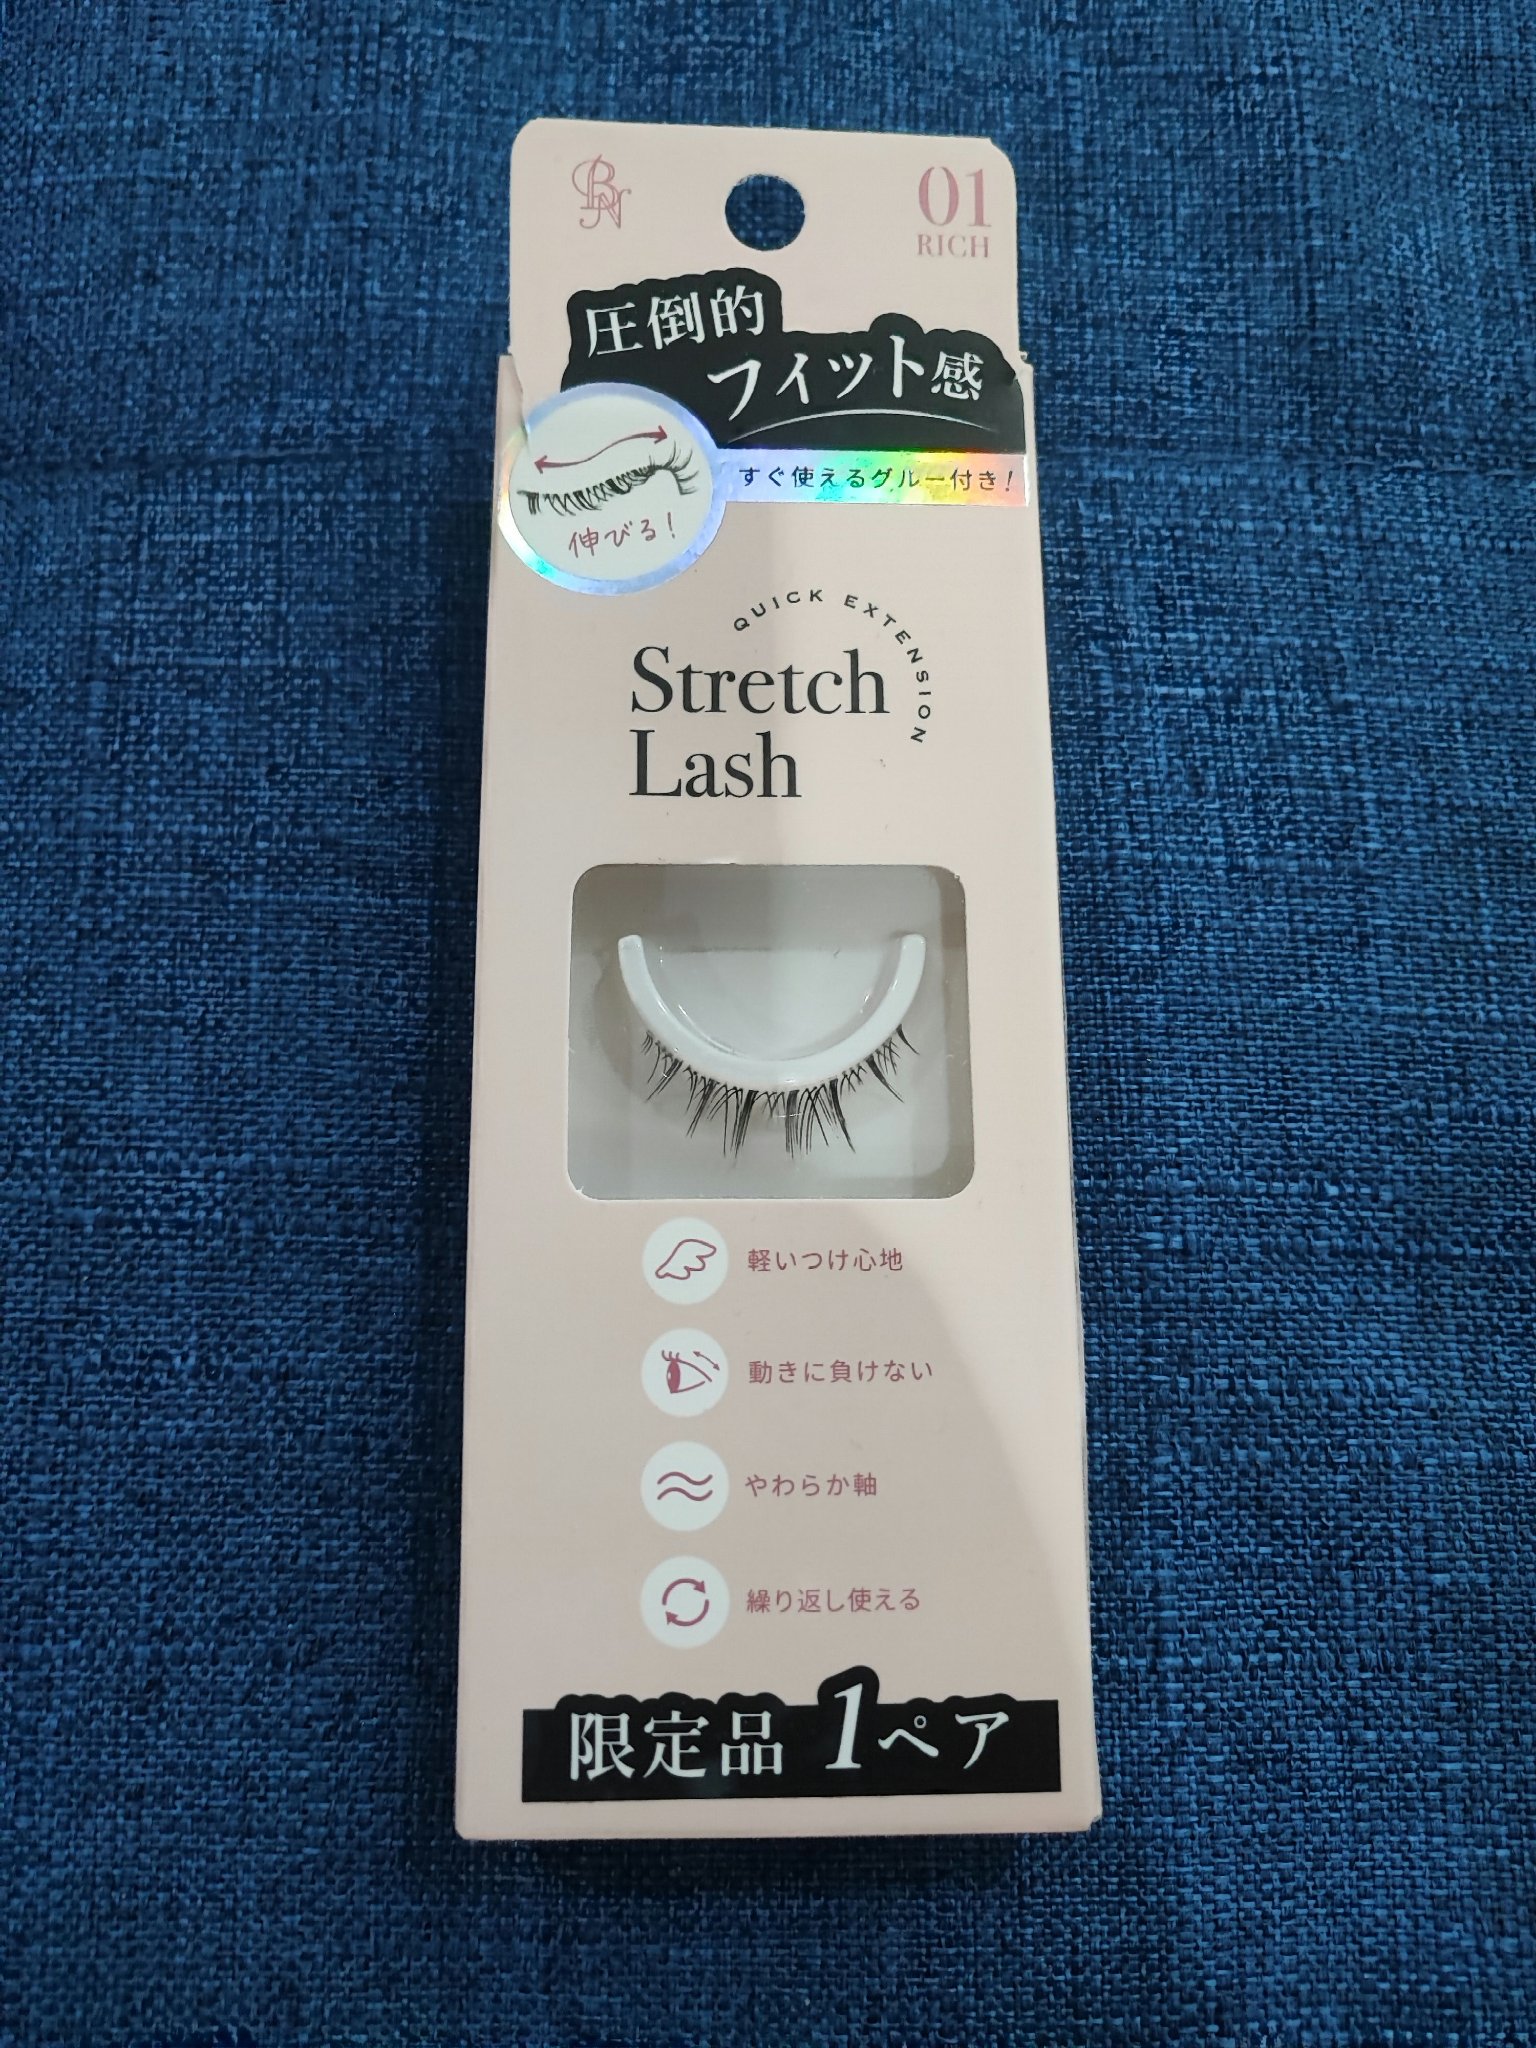 BN
01
RICH
圧倒的
フィット感
すぐ使えるグルー付き!
伸びる!
QUICK EXTENSION
Stretch
Lash
軽いつけ心地
動きに負けない
やわらか軸
繰り返し使える
限定品 1ペア